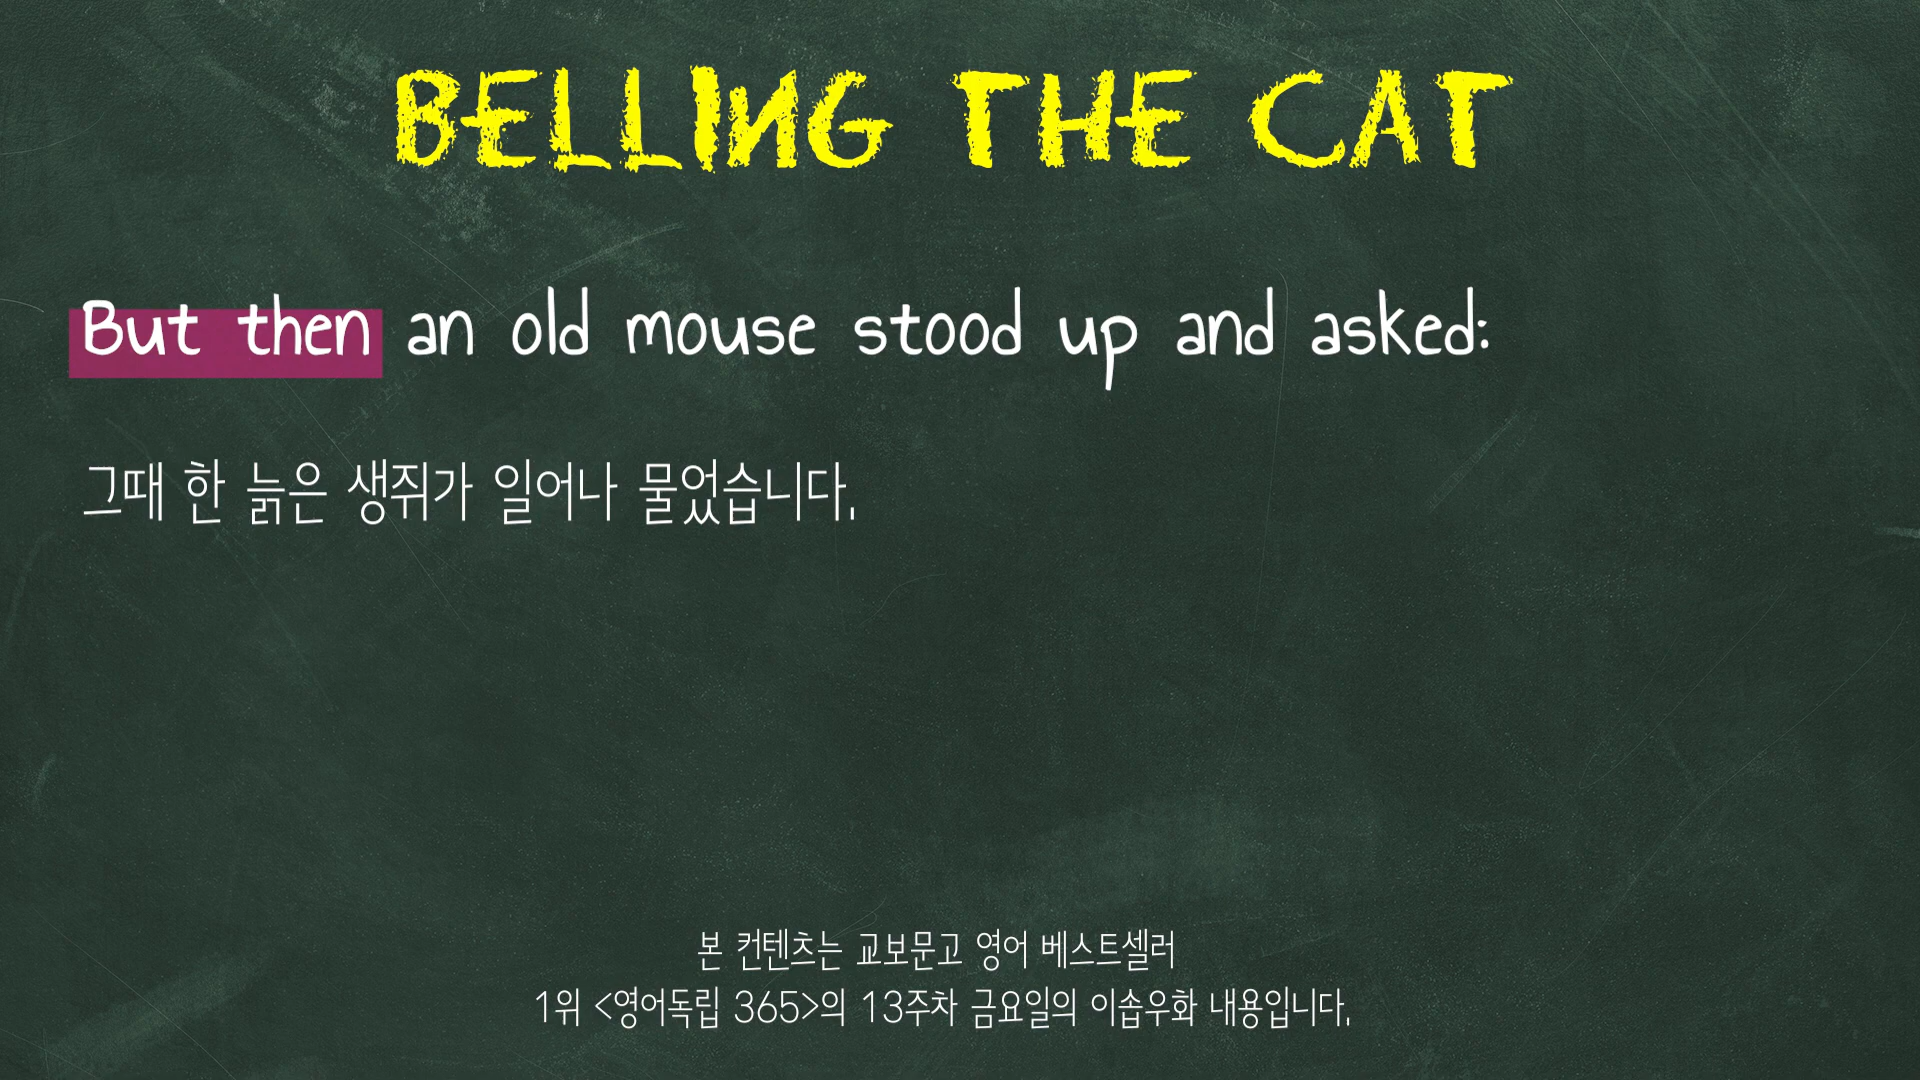 BELLING THE CAT
But then an old mouse stood up and asked:
그때 한 늙은 생쥐가 일어나 물었습니다.
본 컨텐츠는 교보문고 영어 베스트셀러
1위 <영어독립 365>의 13주차 금요일의 이솝우화 내용입니다.